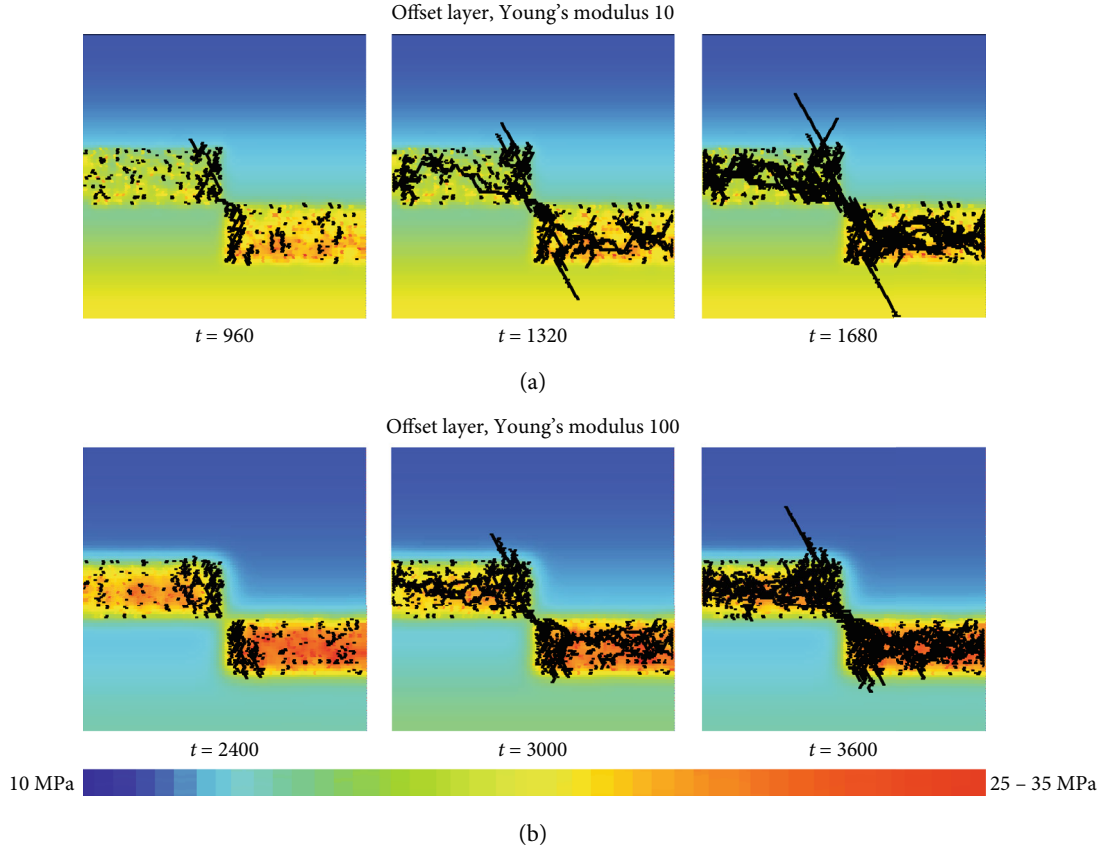 Offset layer, Young's modulus 10
t = 960
t = 1320
t = 1680
(a)
Offset layer, Young's modulus 100
t = 2400
t = 3000
t = 3600
10 MPa
25 – 35 MPa
(b)